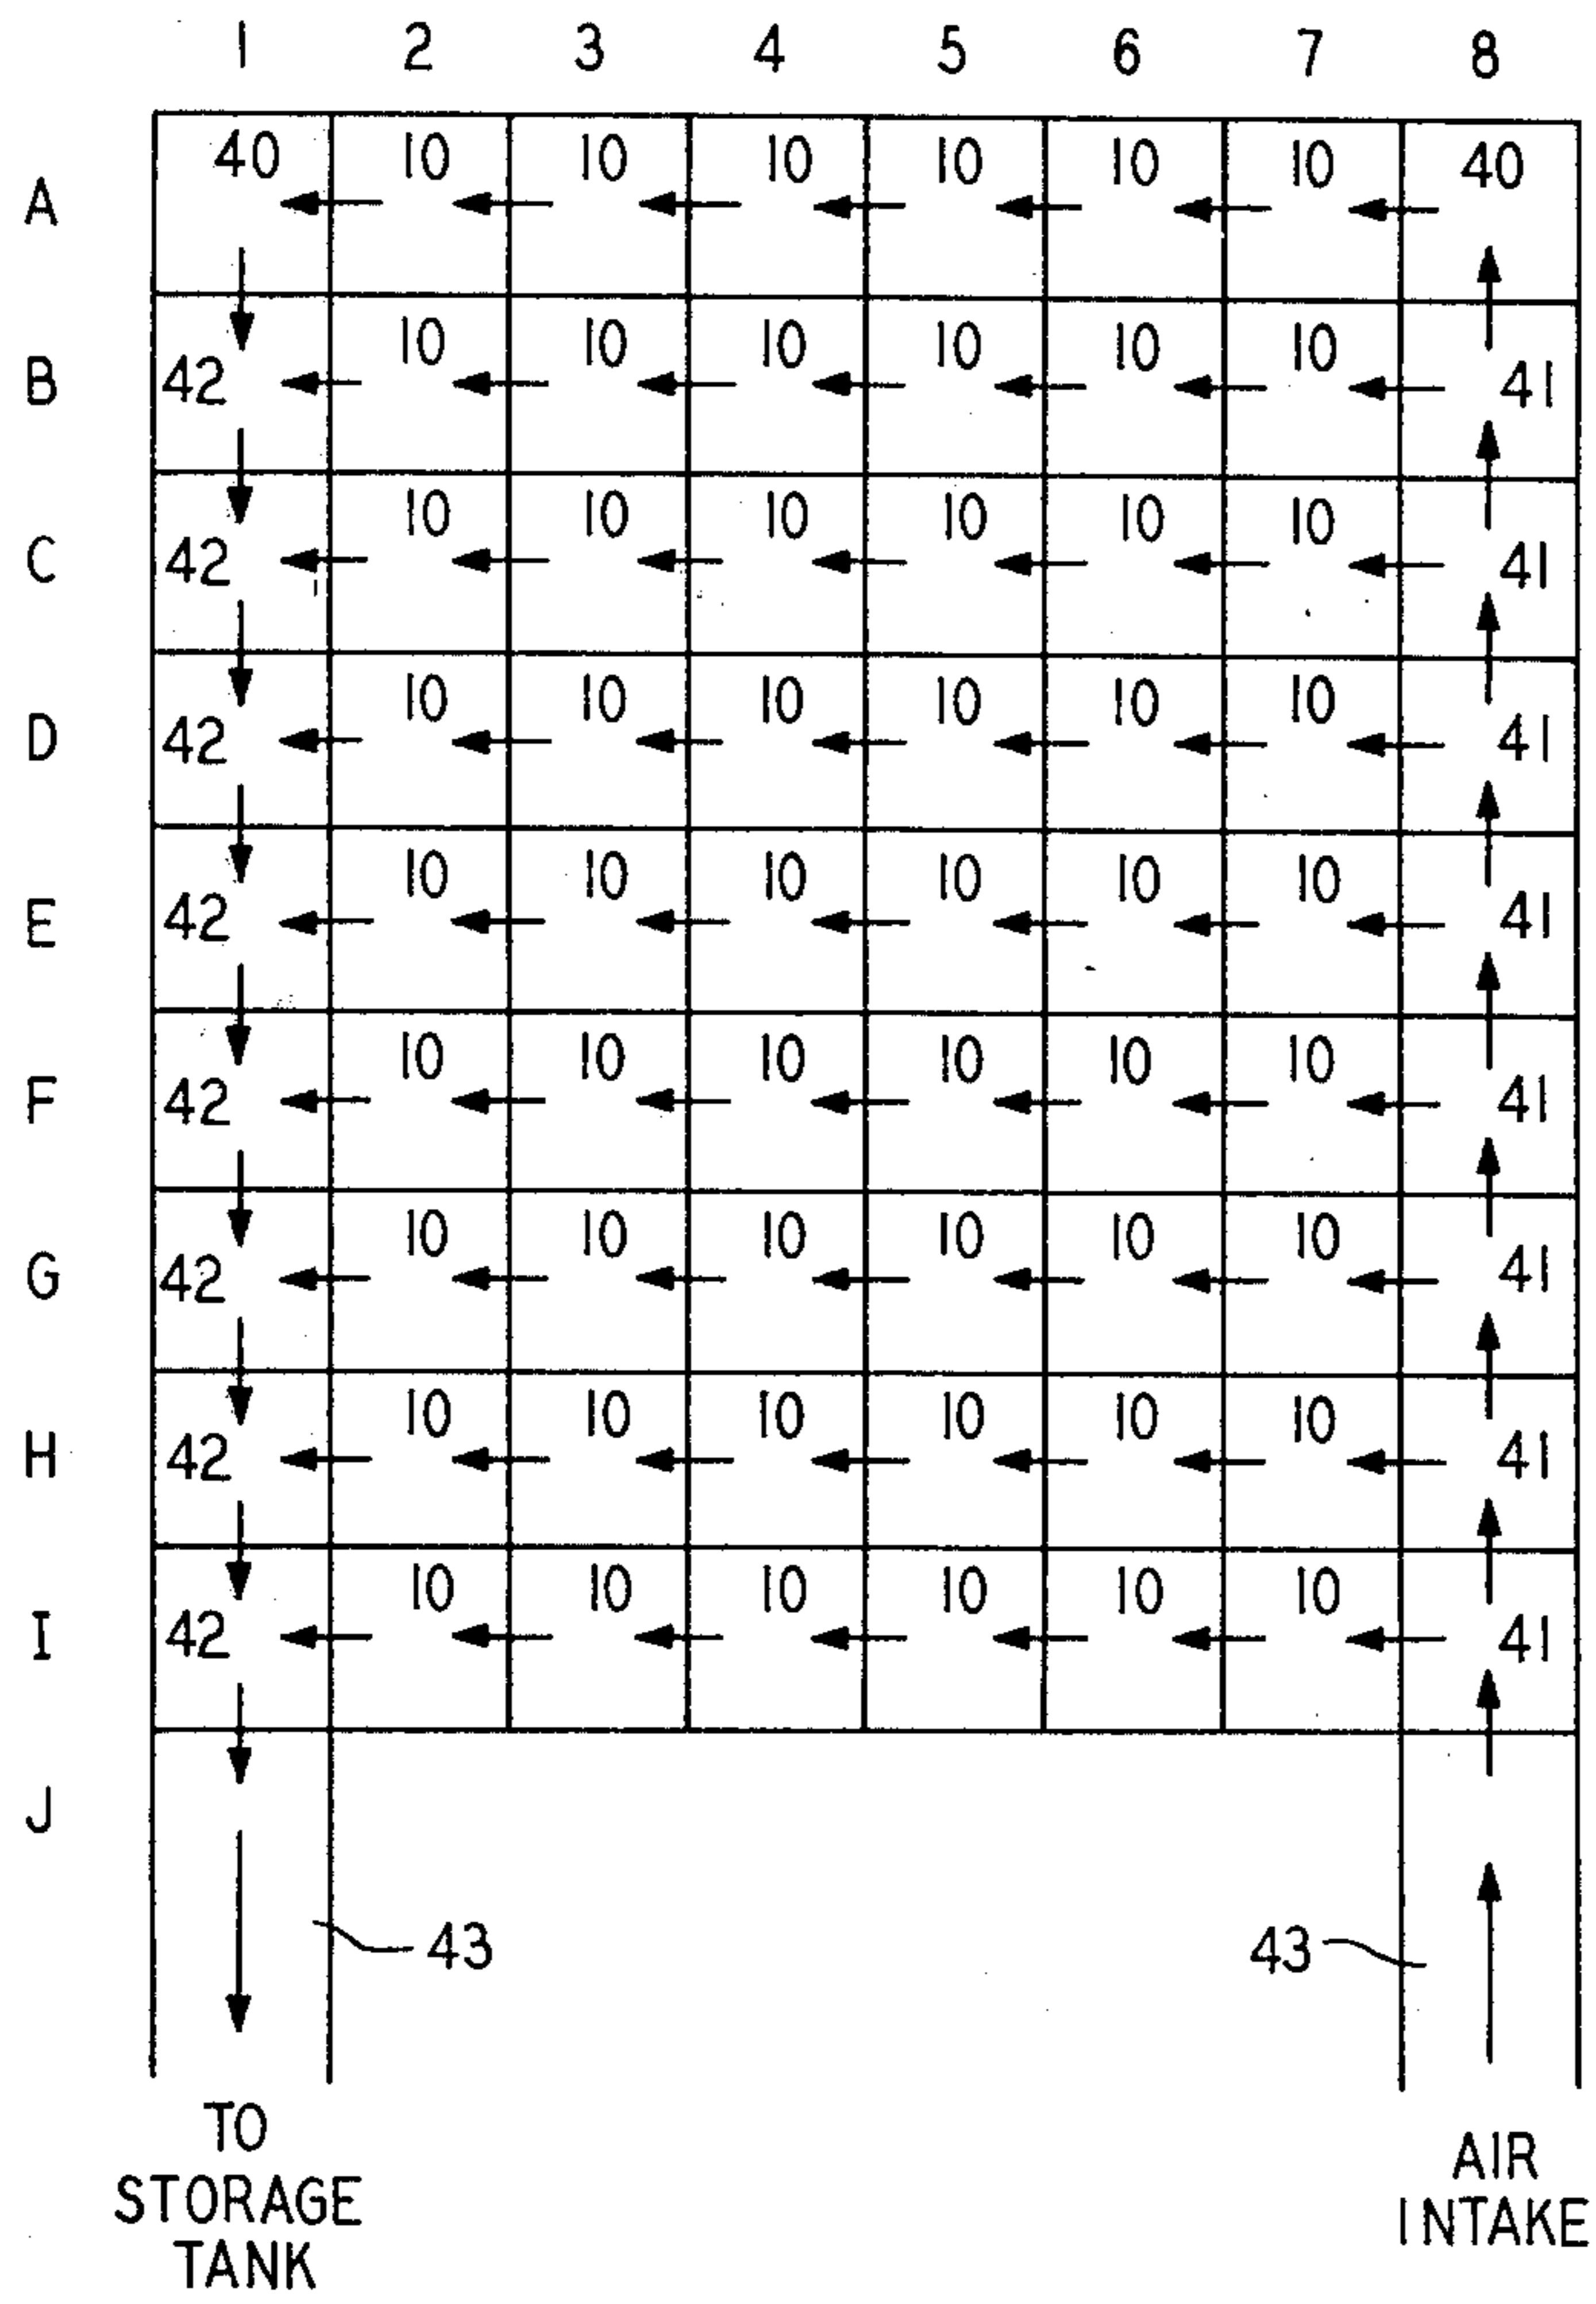 1 2 3 4 5 6 7 8
A 40 10 10 10 10 10 10 40
B 42 10 10 10 10 10 10 41
C 42 10 10 10 10 10 10 41
D 42 10 10 10 10 10 10 41
E 42 10 10 10 10 10 10 41
F 42 10 10 10 10 10 10 41
G 42 10 10 10 10 10 10 41
H 42 10 10 10 10 10 10 41
I 42 10 10 10 10 10 10 41
J
43 43
TO
STORAGE
TANK
AIR
INTAKE